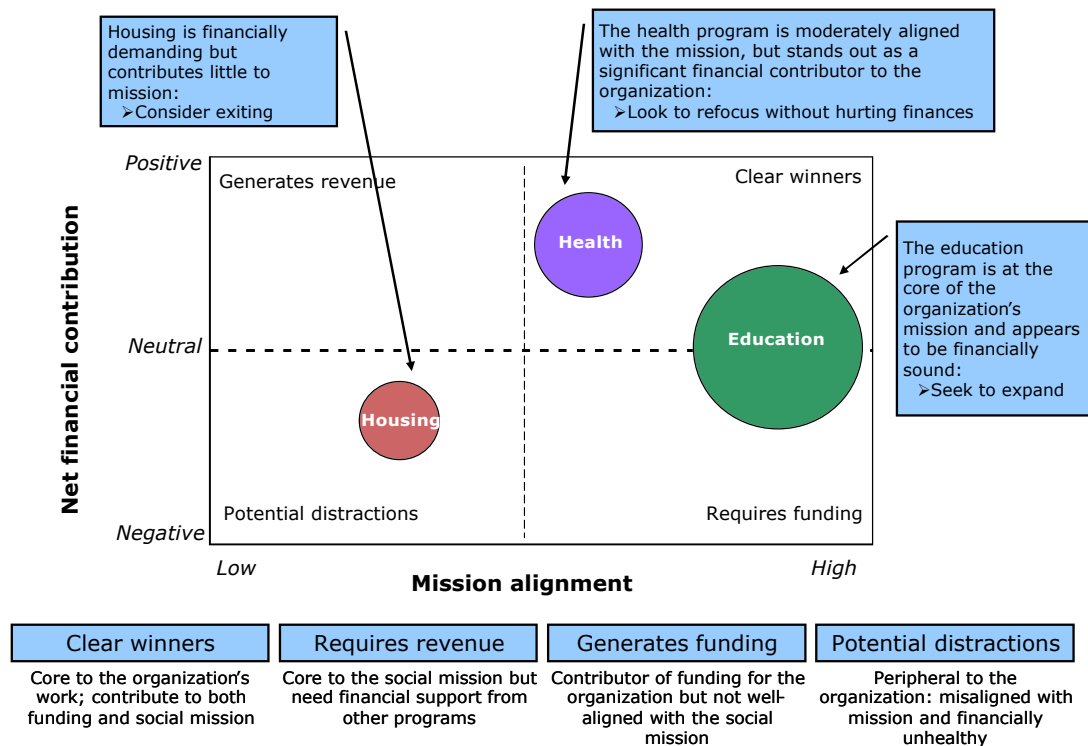 Housing is financially
demanding but
contributes little to
mission:
➢Consider exiting
The health program is moderately aligned
with the mission, but stands out as a
significant financial contributor to the
organization:
➢Look to refocus without hurting finances
Positive
Generates revenue
Clear winners
Health
The education
program is at the
core of the
organization's
mission and appears
to be financially
sound:
➢Seek to expand
Net financial contribution
Neutral
Education
Housing
Potential distractions
Requires funding
Negative
Low
High
Mission alignment
Clear winners
Core to the organization's
work; contribute to both
funding and social mission
Requires revenue
Core to the social mission but
need financial support from
other programs
Generates funding
Contributor of funding for the
organization but not well-
aligned with the social
mission
Potential distractions
Peripheral to the
organization: misaligned with
mission and financially
unhealthy